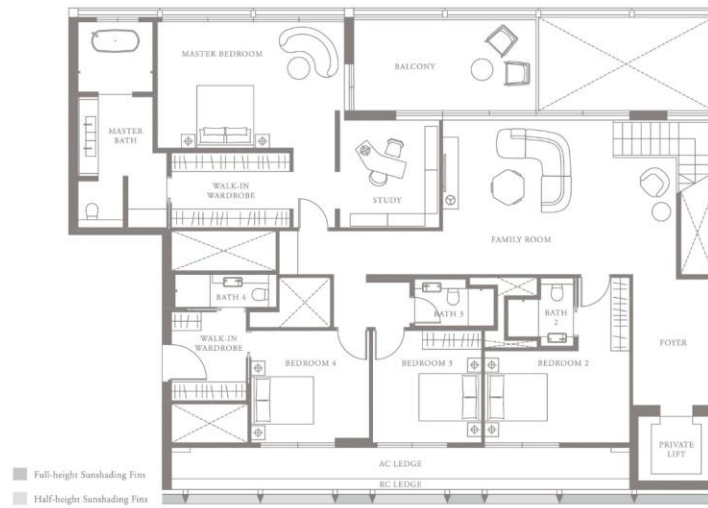 MASTER BEDROOM
BALCONY
MASTER
BATH
WALK-IN
WARDROBE
STUDY
FAMILY ROOM
BATH 4
BATH 3
BATH
2
WALK-IN
WARDROBE
BEDROOM 4
BEDROOM 3
BEDROOM 2
FOYER
PRIVATE
LIFT
AC LEDGE
RC LEDGE
Full-height Sunshading Fins
Half-height Sunshading Fins